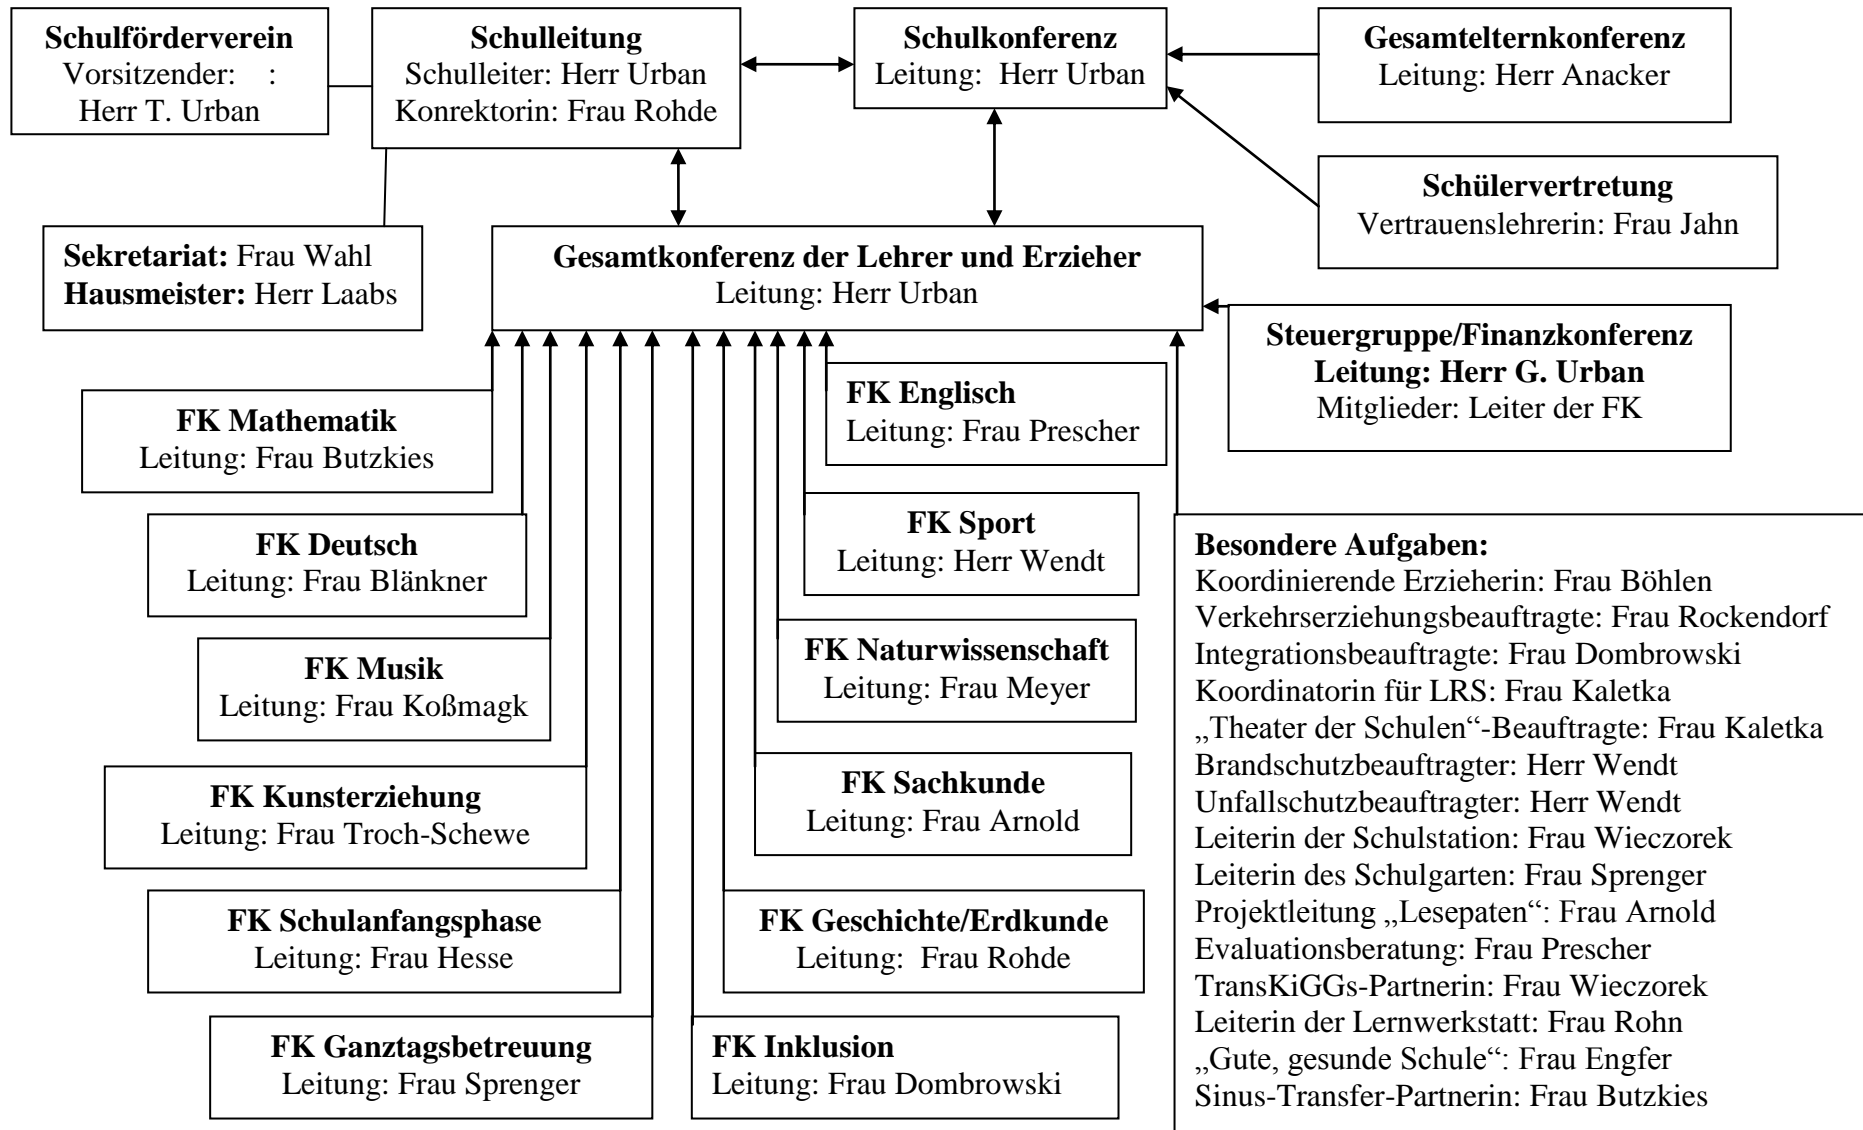 Schulförderverein
Vorsitzender: :
Herr T. Urban
Schulleitung
Schulleiter: Herr Urban
Konrektorin: Frau Rohde
Schulkonferenz
Leitung: Herr Urban
Gesamtelternkonferenz
Leitung: Herr Anacker
Schülervertretung
Vertrauenslehrerin: Frau Jahn
Sekretariat: Frau Wahl
Hausmeister: Herr Laabs
Gesamtkonferenz der Lehrer und Erzieher
Leitung: Herr Urban
Steuergruppe/Finanzkonferenz
Leitung: Herr G. Urban
Mitglieder: Leiter der FK
FK Mathematik
Leitung: Frau Butzkies
FK Englisch
Leitung: Frau Prescher
FK Deutsch
Leitung: Frau Blänkner
FK Sport
Leitung: Herr Wendt
FK Musik
Leitung: Frau Koßmagk
FK Naturwissenschaft
Leitung: Frau Meyer
FK Kunsterziehung
Leitung: Frau Troch-Schewe
FK Sachkunde
Leitung: Frau Arnold
FK Schulanfangsphase
Leitung: Frau Hesse
FK Geschichte/Erdkunde
Leitung: Frau Rohde
FK Ganztagsbetreuung
Leitung: Frau Sprenger
FK Inklusion
Leitung: Frau Dombrowski
Besondere Aufgaben:
Koordinierende Erzieherin: Frau Böhlen
Verkehrserziehungsbeauftragte: Frau Rockendorf
Integrationsbeauftragte: Frau Dombrowski
Koordinatorin für LRS: Frau Kaletka
„Theater der Schulen“-Beauftragte: Frau Kaletka
Brandschutzbeauftragter: Herr Wendt
Unfallschutzbeauftragter: Herr Wendt
Leiterin der Schulstation: Frau Wieczorek
Leiterin des Schulgarten: Frau Sprenger
Projektleitung „Lesepaten“: Frau Arnold
Evaluationsberatung: Frau Prescher
TransKiGGs-Partnerin: Frau Wieczorek
Leiterin der Lernwerkstatt: Frau Rohn
„Gute, gesunde Schule“: Frau Engfer
Sinus-Transfer-Partnerin: Frau Butzkies